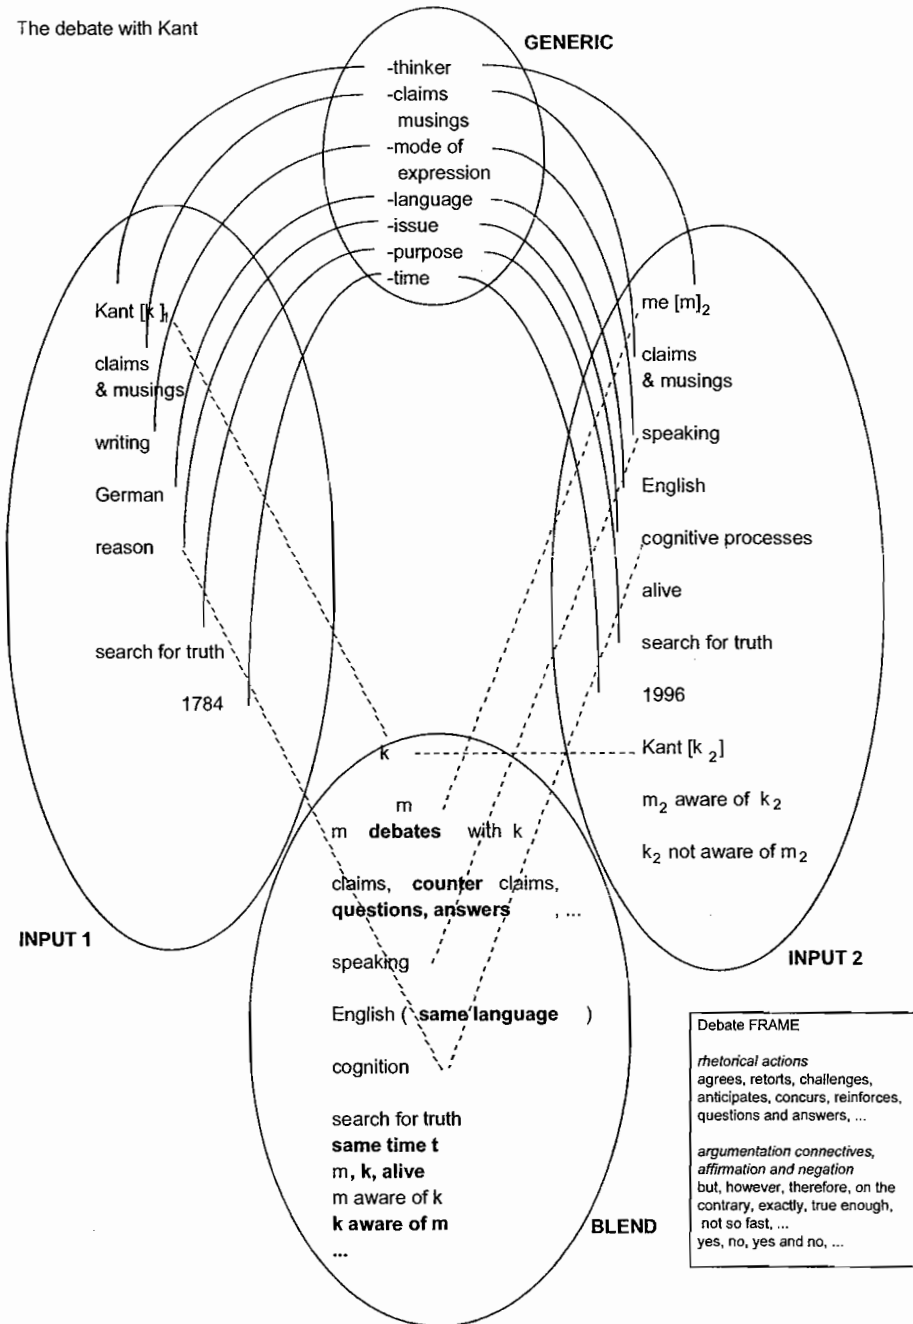 The debate with Kant
GENERIC
-thinker
-claims
musings
-mode of
expression
-language
-issue
-purpose
-time
Kant [k ]1
claims
& musings
writing
German
reason
search for truth
1784
INPUT 1
me [m]2
claims
& musings
speaking
English
cognitive processes
alive
search for truth
1996
Kant [k 2]
m2 aware of k2
k2 not aware of m2
INPUT 2
k
m
m debates with k
claims, counter claims,
questions, answers , ...
speaking
English ( same language )
cognition
search for truth
same time t
m, k, alive
m aware of k
k aware of m
...
BLEND
Debate FRAME
rhetorical actions
agrees, retorts, challenges,
anticipates, concurs, reinforces,
questions and answers, ...
argumentation connectives,
affirmation and negation
but, however, therefore, on the
contrary, exactly, true enough,
not so fast, ...
yes, no, yes and no, ...